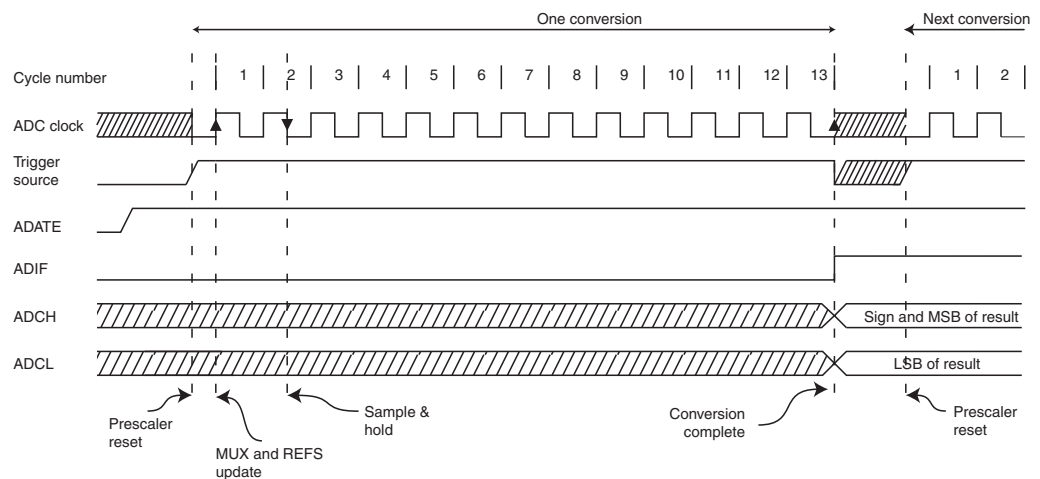 One conversion
Next conversion
Cycle number 1 2 3 4 5 6 7 8 9 10 11 12 13 1 2
ADC clock
Trigger
source
ADATE
ADIF
ADCH Sign and MSB of result
ADCL LSB of result
Prescaler
reset
MUX and REFS
update
Sample &
hold
Conversion
complete
Prescaler
reset